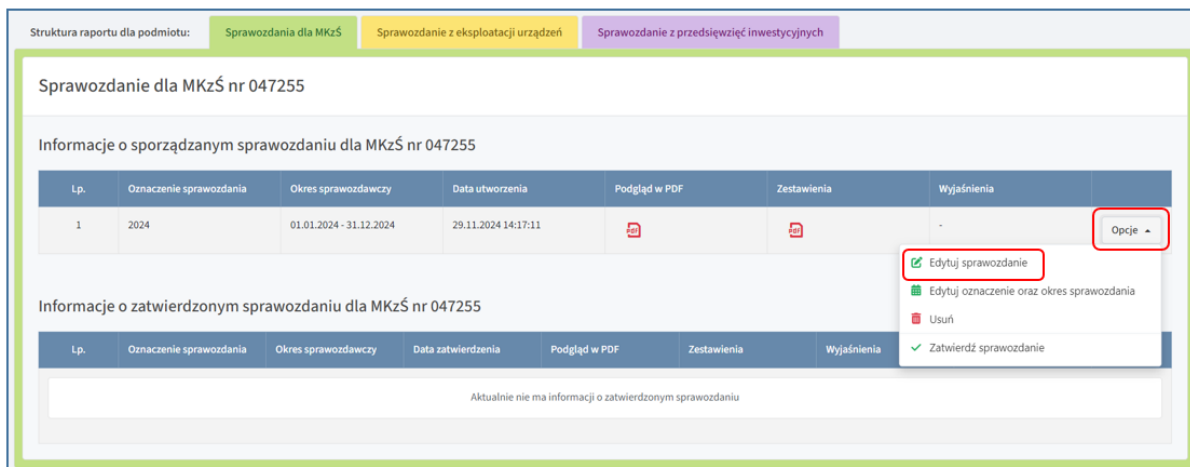 Struktura raportu dla podmiotu: Sprawozdania dla MKzŚ Sprawozdanie z eksploatacji urządzeń Sprawozdanie z przedsięwzięć inwestycyjnych
Sprawozdanie dla MKzŚ nr 047255
Informacje o sporządzanym sprawozdaniu dla MKzŚ nr 047255
Lp. Oznaczenie sprawozdania Okres sprawozdawczy Data utworzenia Podgląd w PDF Zestawienia Wyjaśnienia
1 2024 01.01.2024 - 31.12.2024 29.11.2024 14:17:11 PDF PDF - Opcje
Edytuj sprawozdanie
Edytuj oznaczenie oraz okres sprawozdania
Usuń
Zatwierdź sprawozdanie
Informacje o zatwierdzonym sprawozdaniu dla MKzŚ nr 047255
Lp. Oznaczenie sprawozdania Okres sprawozdawczy Data zatwierdzenia Podgląd w PDF Zestawienia Wyjaśnienia
Aktualnie nie ma informacji o zatwierdzonym sprawozdaniu